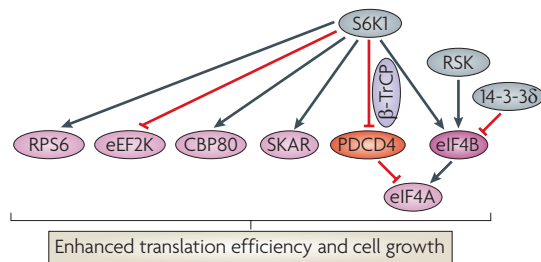 S6K1
RSK
β-TrCP
14-3-3δ
RPS6
eEF2K
CBP80
SKAR
PDCD4
eIF4B
eIF4A
Enhanced translation efficiency and cell growth